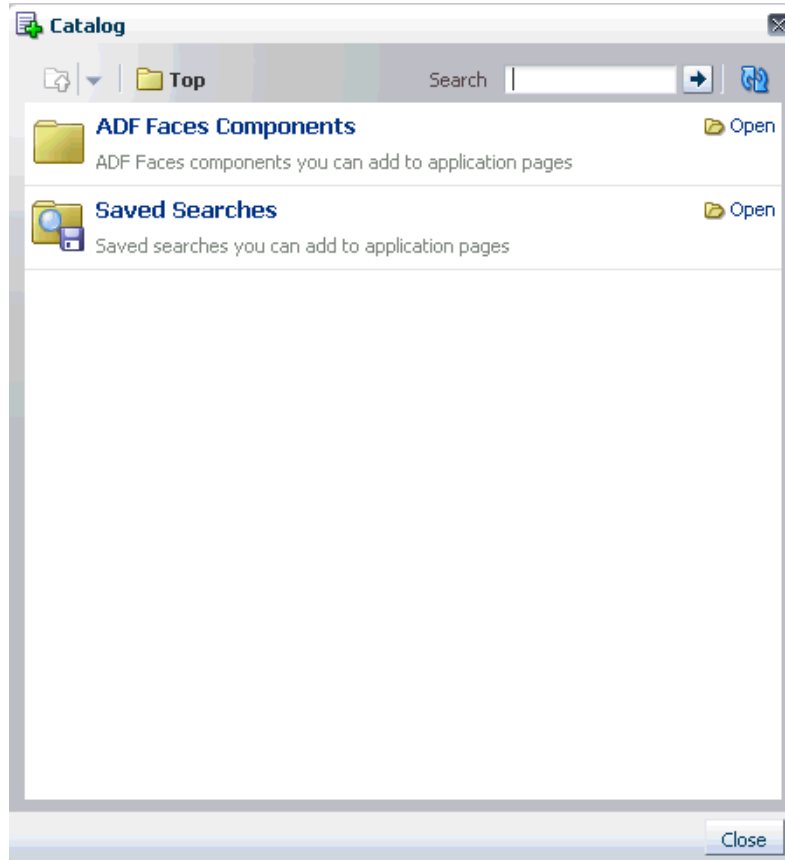 Catalog
Top Search
ADF Faces Components Open
ADF Faces components you can add to application pages
Saved Searches Open
Saved searches you can add to application pages
Close